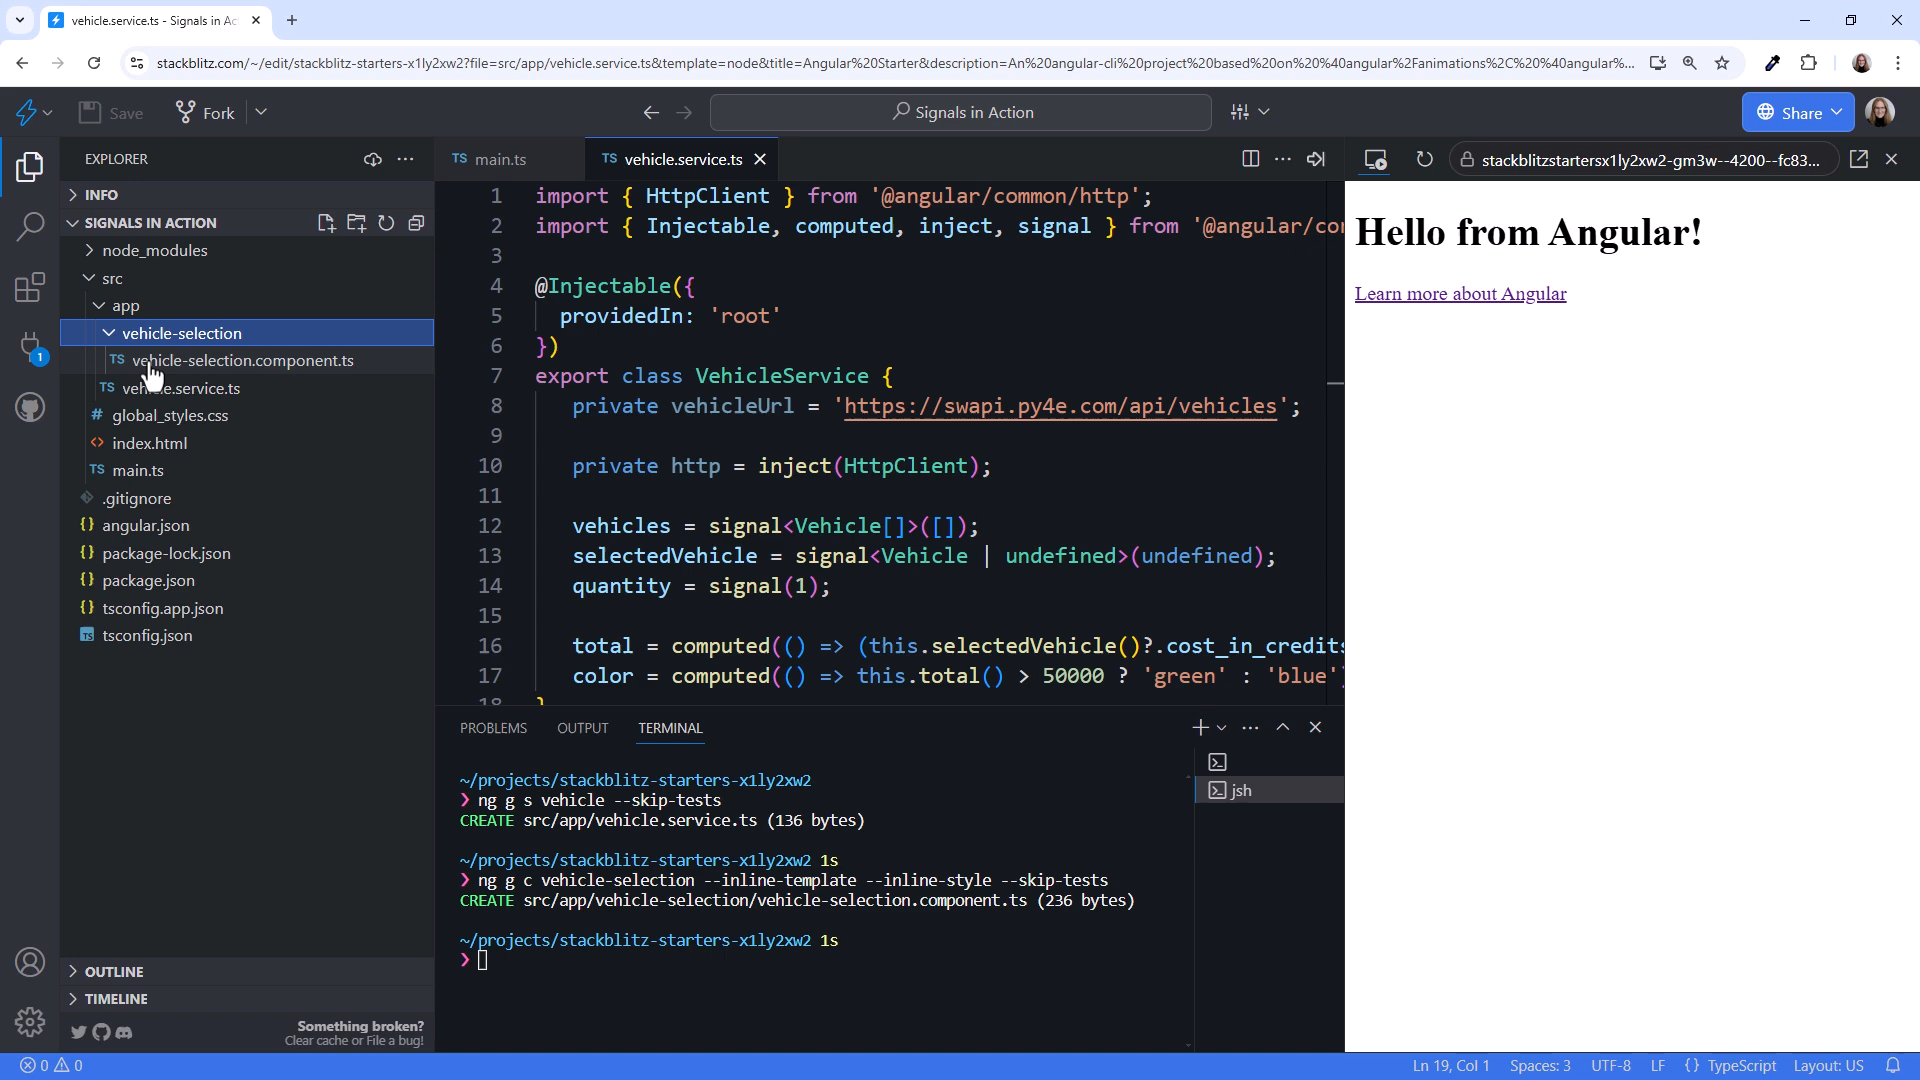 vehicle.service.ts - Signals in Ac
stackblitz.com/~/edit/stackblitz-starters-x1ly2xw2?file=src/app/vehicle.service.ts&template=node&title=Angular%20Starter&description=An%20angular-cli%20project%20based%20on%20%40angular%2Fanimations%2C%20%40angular%...
Save Fork Signals in Action Share
EXPLORER
INFO
SIGNALS IN ACTION
node_modules
src
app
vehicle-selection
TS vehicle-selection.component.ts
TS vehicle.service.ts
# global_styles.css
<> index.html
TS main.ts
.gitignore
{} angular.json
{} package-lock.json
{} package.json
{} tsconfig.app.json
TS tsconfig.json
1
OUTLINE
TIMELINE
Something broken?
Clear cache or File a bug!
TS main.ts TS vehicle.service.ts
1 import { HttpClient } from '@angular/common/http';
2 import { Injectable, computed, inject, signal } from '@angular/co
3
4 @Injectable({
5 providedIn: 'root'
6 })
7 export class VehicleService {
8 private vehicleUrl = 'https://swapi.py4e.com/api/vehicles';
9
10 private http = inject(HttpClient);
11
12 vehicles = signal<Vehicle[]>([]);
13 selectedVehicle = signal<Vehicle | undefined>(undefined);
14 quantity = signal(1);
15
16 total = computed(() => (this.selectedVehicle()?.cost_in_credits
17 color = computed(() => this.total() > 50000 ? 'green' : 'blue'
18 }
PROBLEMS OUTPUT TERMINAL
~/projects/stackblitz-starters-x1ly2xw2
❯ ng g s vehicle --skip-tests
CREATE src/app/vehicle.service.ts (136 bytes)
~/projects/stackblitz-starters-x1ly2xw2 1s
❯ ng g c vehicle-selection --inline-template --inline-style --skip-tests
CREATE src/app/vehicle-selection/vehicle-selection.component.ts (236 bytes)
~/projects/stackblitz-starters-x1ly2xw2 1s
❯
jsh
stackblitzstartersx1ly2xw2-gm3w--4200--fc83...
Hello from Angular!
Learn more about Angular
0 0 Ln 19, Col 1 Spaces: 3 UTF-8 LF {} TypeScript Layout: US